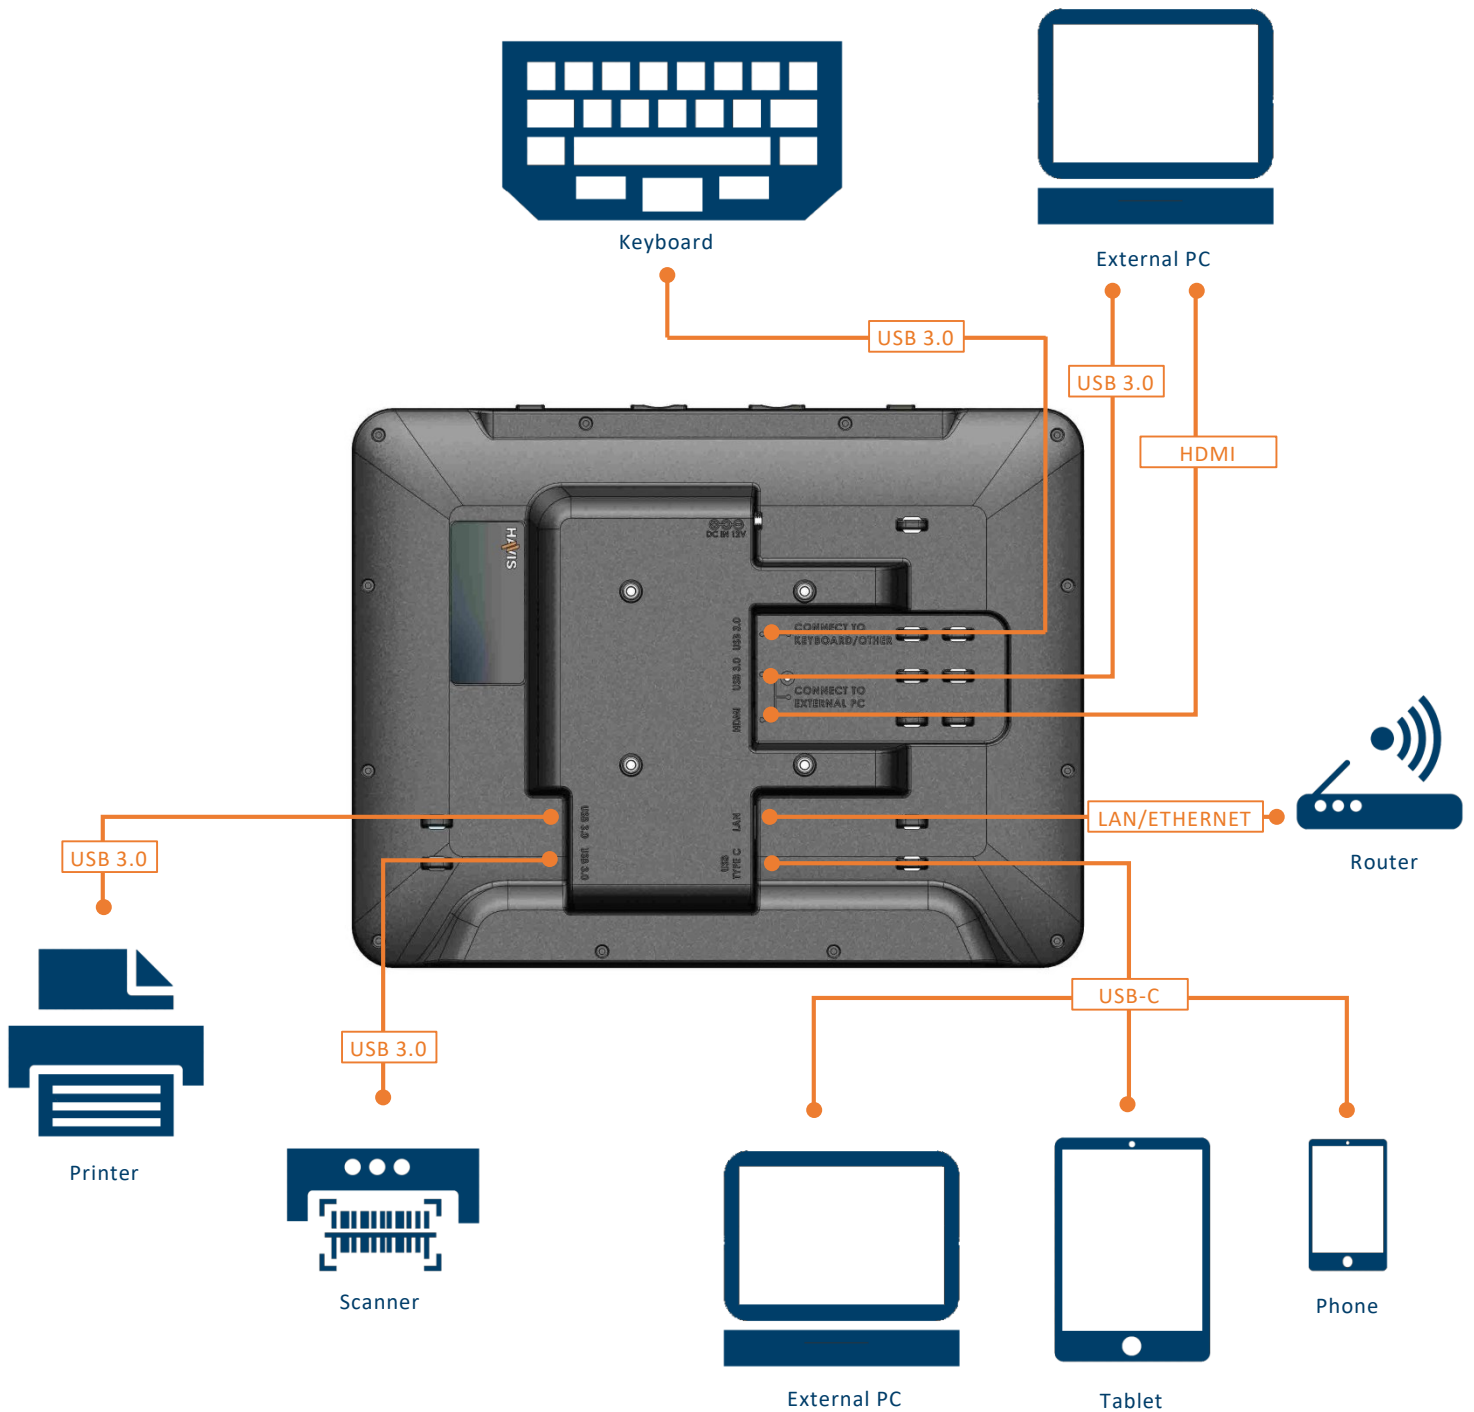 Keyboard
External PC
USB 3.0
USB 3.0
HDMI
HAVIS
DC IN 12V
USB 3.0
CONNECT TO
KEYBOARD/OTHER
USB 3.0
CONNECT TO
EXTERNAL PC
HDMI
USB 3.0
LAN
LAN/ETHERNET
Router
USB 3.0
USB 3.0
USB
TYPE C
USB-C
USB 3.0
Printer
Scanner
External PC
Tablet
Phone